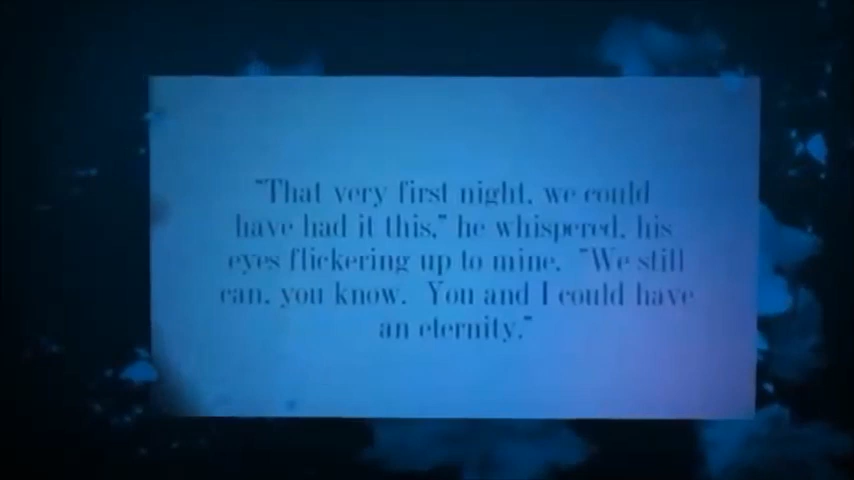 "That very first night, we could
have had it this," he whispered, his
eyes flickering up to mine. "We still
can, you know. You and I could have
an eternity."